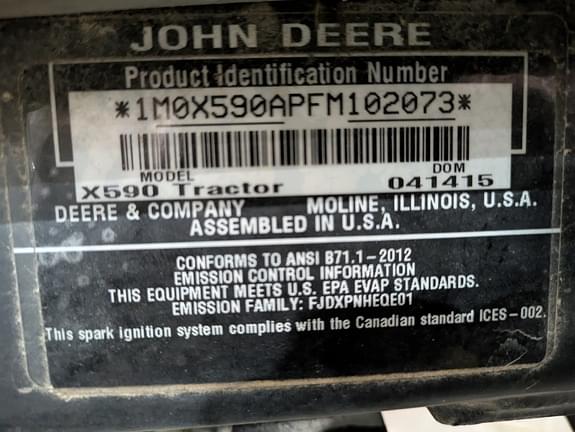 JOHN DEERE
Product Identification Number
*1M0X590APFM102073*
MODEL DOM
X590 Tractor 041415
DEERE & COMPANY MOLINE, ILLINOIS, U.S.A.
ASSEMBLED IN U.S.A.
CONFORMS TO ANSI B71.1-2012
EMISSION CONTROL INFORMATION
THIS EQUIPMENT MEETS U.S. EPA EVAP STANDARDS.
EMISSION FAMILY: FJDXPNHEQE01
This spark ignition system complies with the Canadian standard ICES-002.